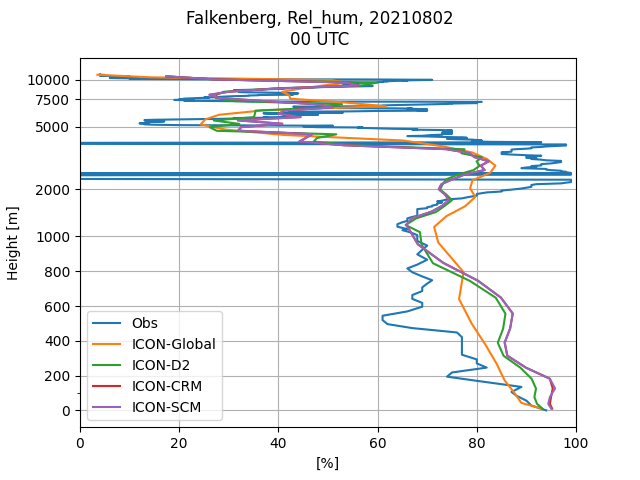 Falkenberg, Rel_hum, 20210802
00 UTC
10000
7500
5000
2000
1000
800
600
400
200
0
Height [m]
Obs
ICON-Global
ICON-D2
ICON-CRM
ICON-SCM
0 20 40 60 80 100
[%]